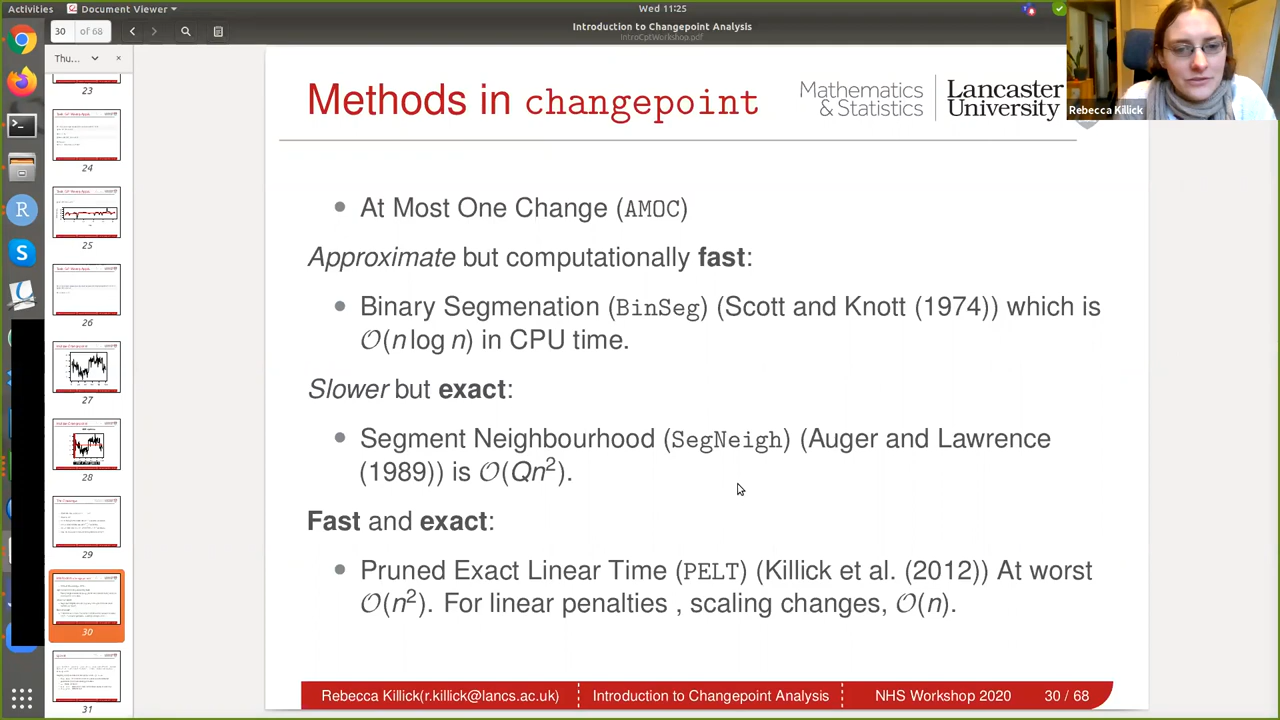 Activities
Document Viewer
Wed 11:25
30 of 68
Introduction to Changepoint Analysis
IntroCptWorkshop.pdf
Thu...
23
24
25
26
27
28
29
30
31
Methods in changepoint
Mathematics
& Statistics
Lancaster
University
Rebecca Killick
• At Most One Change (AMOC)
Approximate but computationally fast:
• Binary Segmenation (BinSeg) (Scott and Knott (1974)) which is
O(n log n) in CPU time.
Slower but exact:
• Segment Neighbourhood (SegNeigh) (Auger and Lawrence
(1989)) is O(Qn²).
Fast and exact:
• Pruned Exact Linear Time (PELT) (Killick et al. (2012)) At worst
O(n²). For linear penalties , scaling changes, O(n).
Rebecca Killick(r.killick@lancs.ac.uk)
Introduction to Changepoint Analysis
NHS Workshop 2020
30 / 68